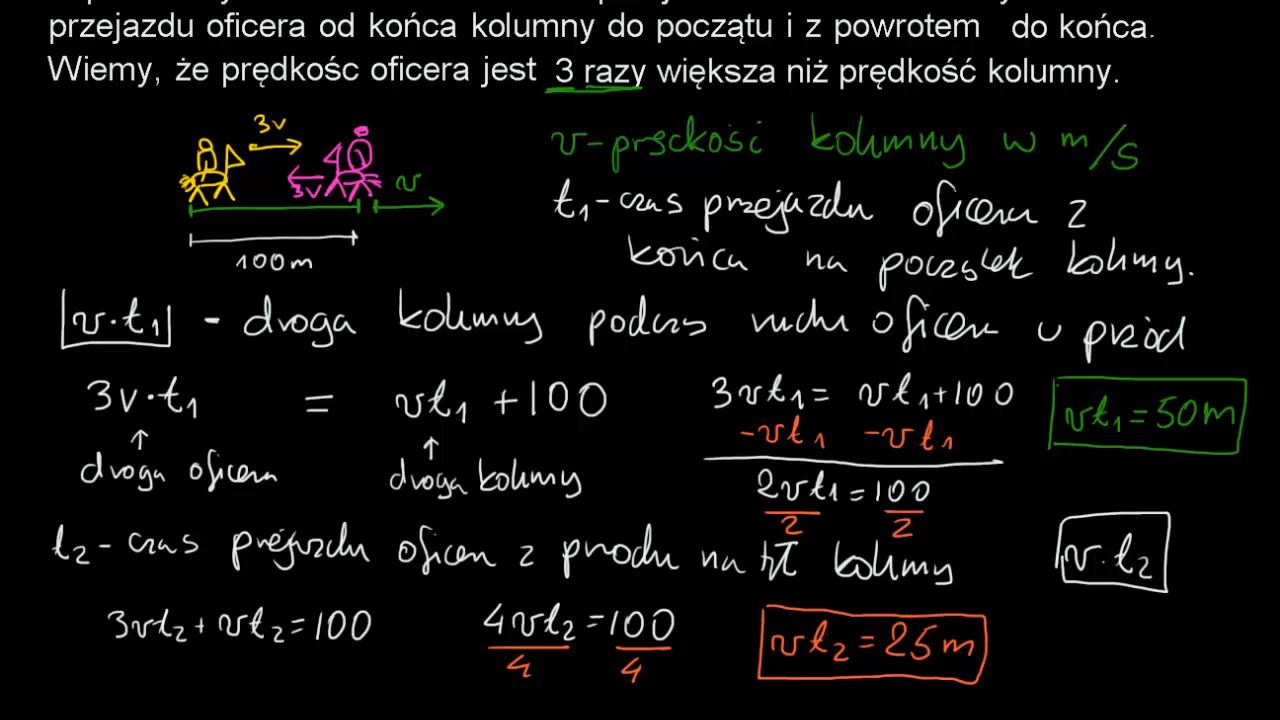 przejazdu oficera od końca kolumny do początu i z powrotem do końca.
Wiemy, że prędkośc oficera jest 3 razy większa niż prędkość kolumny.
3v
3v
v
100m
v - prędkość kolumny w m/s
t1 - czas przejazdu oficera z
końca na początek kolumny.
v·t1 - droga kolumny podczas ruchu oficera w przód
3v·t1 = vt1 + 100
droga oficera
droga kolumny
3vt1 = vt1 + 100
-vt1 -vt1
2vt1 = 100
2 2
vt1 = 50m
t2 - czas przejazdu oficera z przodu na tył kolumny
v·t2
3vt2 + vt2 = 100
4vt2 = 100
4 4
vt2 = 25m